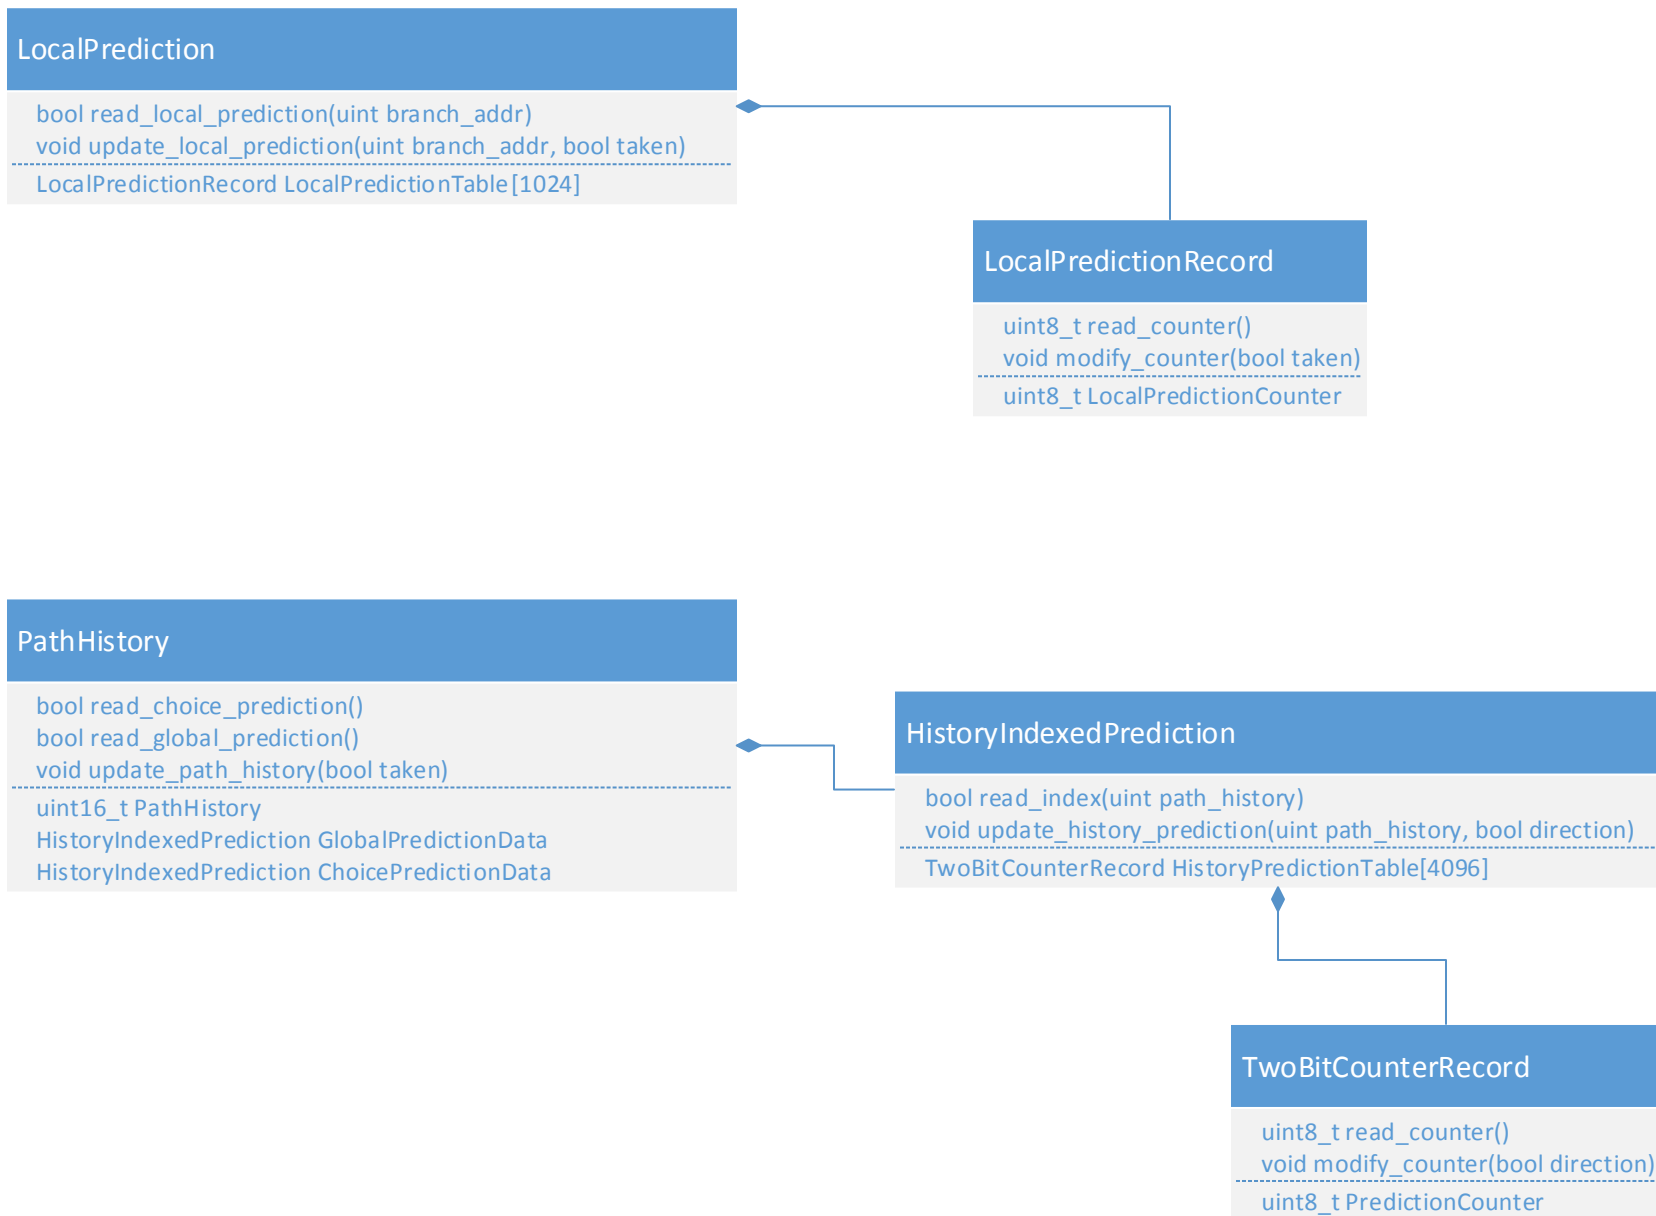 LocalPrediction
bool read_local_prediction(uint branch_addr)
void update_local_prediction(uint branch_addr, bool taken)
LocalPredictionRecord LocalPredictionTable[1024]
LocalPredictionRecord
uint8_t read_counter()
void modify_counter(bool taken)
uint8_t LocalPredictionCounter
PathHistory
bool read_choice_prediction()
bool read_global_prediction()
void update_path_history(bool taken)
uint16_t PathHistory
HistoryIndexedPrediction GlobalPredictionData
HistoryIndexedPrediction ChoicePredictionData
HistoryIndexedPrediction
bool read_index(uint path_history)
void update_history_prediction(uint path_history, bool direction)
TwoBitCounterRecord HistoryPredictionTable[4096]
TwoBitCounterRecord
uint8_t read_counter()
void modify_counter(bool direction)
uint8_t PredictionCounter